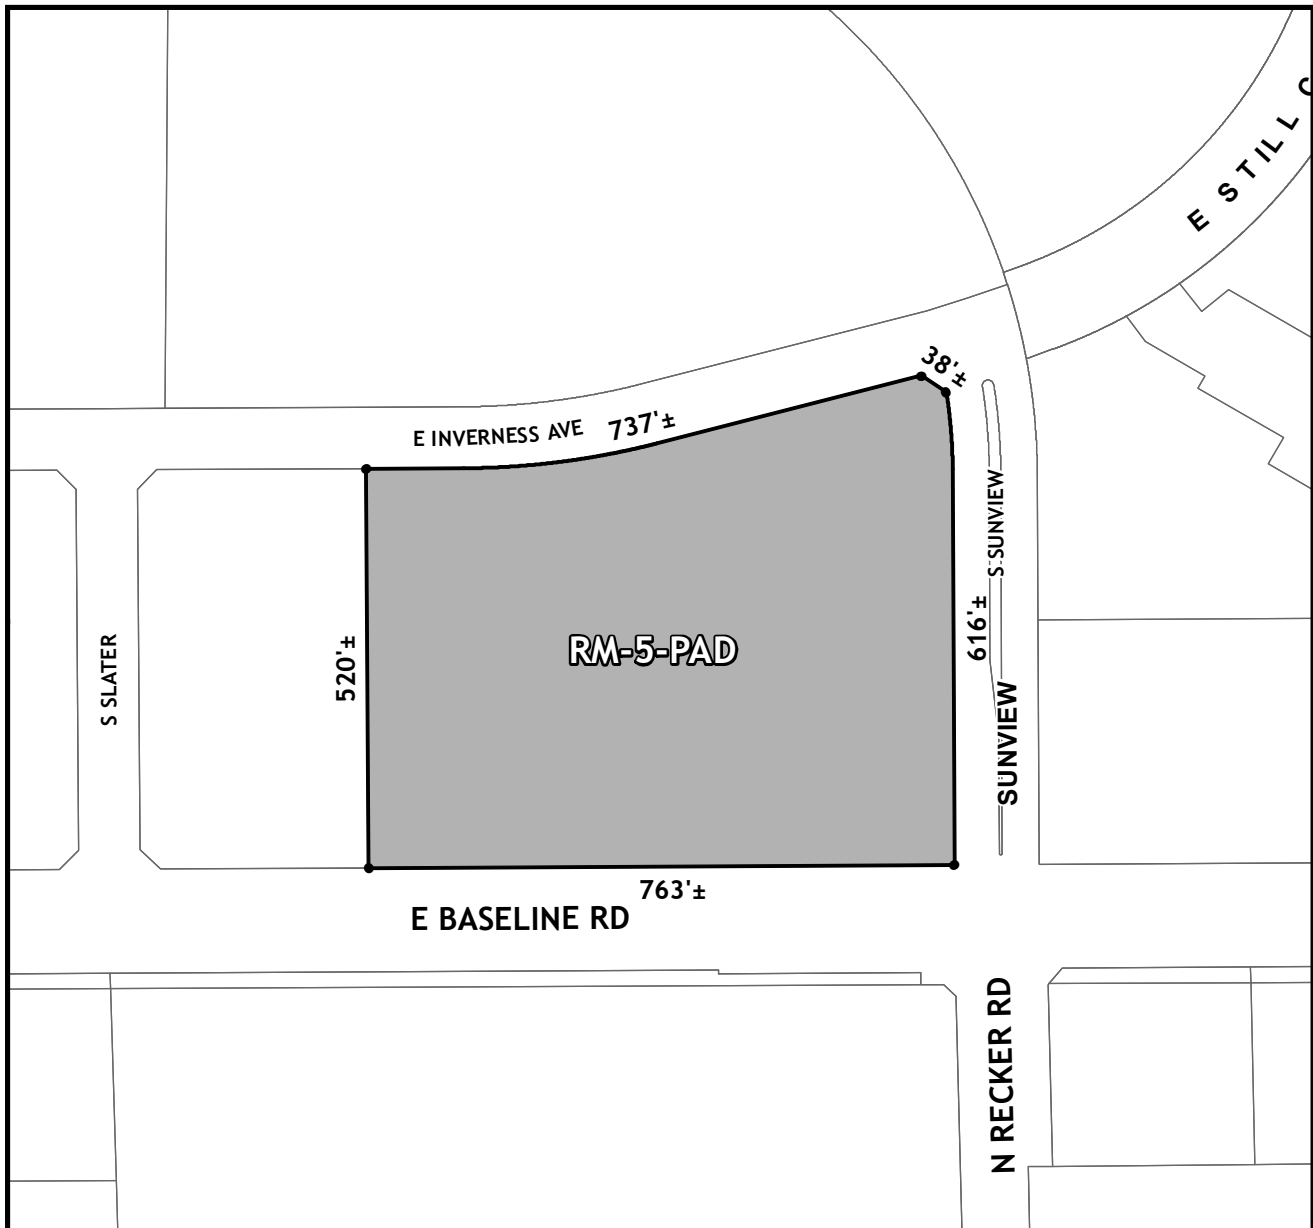 E STILL C
38'±
E INVERNESS AVE
737'±
S SUNVIEW
616'±
520'±
RM-5-PAD
S SLATER
SUNVIEW
763'±
E BASELINE RD
N RECKER RD